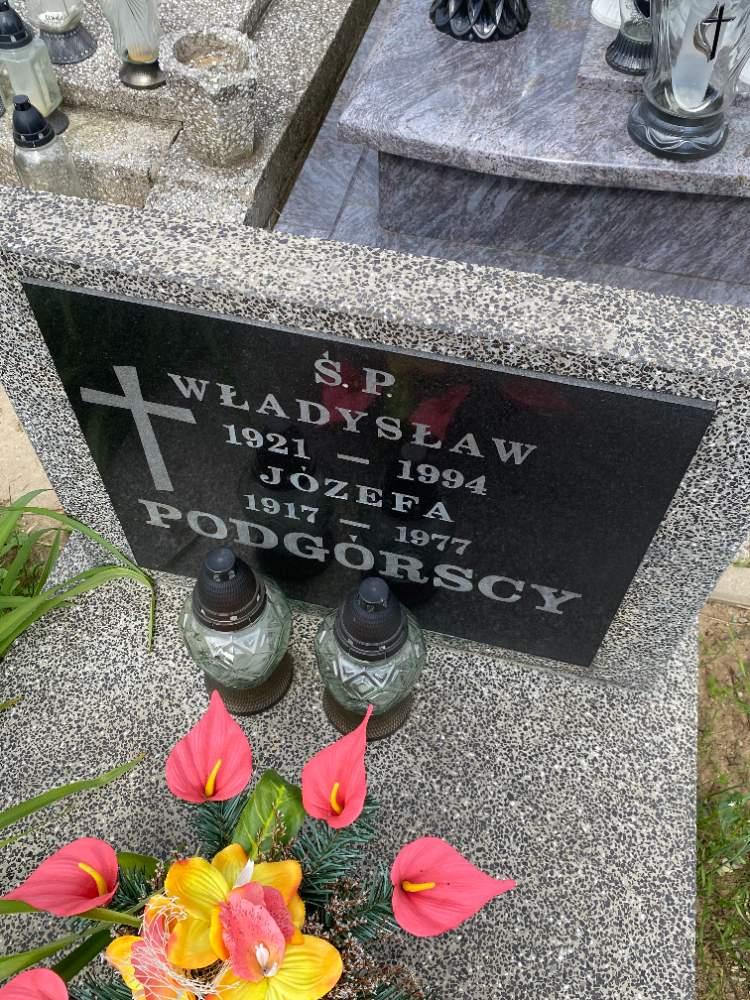 Ś.P.
WŁADYSŁAW
1921 — 1994
JÓZEFA
1917 — 1977
PODGÓRSCY